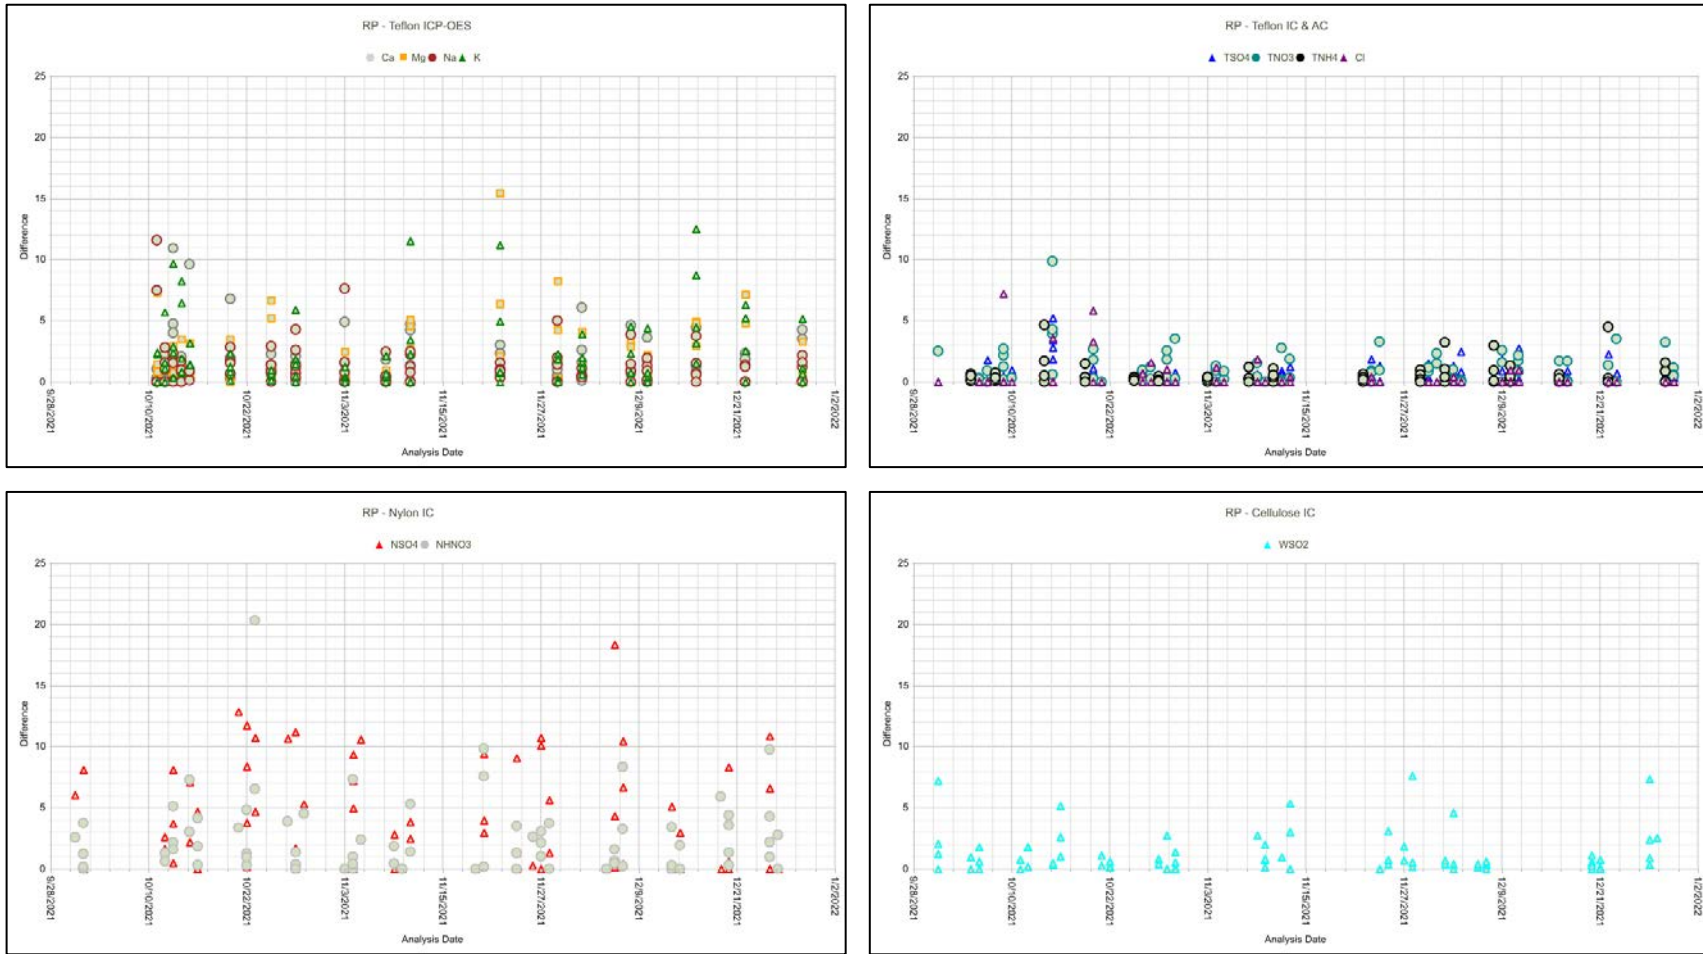 RP - Teflon ICP-OES
Ca Mg Na K
25
20
15
10
5
0
Difference
9/28/2021 10/10/2021 10/22/2021 11/3/2021 11/15/2021 11/27/2021 12/9/2021 12/21/2021 1/2/2022
Analysis Date
RP - Teflon IC & AC
TSO4 TNO3 TNH4 Cl
25
20
15
10
5
0
Difference
9/28/2021 10/10/2021 10/22/2021 11/3/2021 11/15/2021 11/27/2021 12/9/2021 12/21/2021 1/2/2022
Analysis Date
RP - Nylon IC
NSO4 NHNO3
25
20
15
10
5
0
Difference
9/28/2021 10/10/2021 10/22/2021 11/3/2021 11/15/2021 11/27/2021 12/9/2021 12/21/2021 1/2/2022
Analysis Date
RP - Cellulose IC
WSO2
25
20
15
10
5
0
Difference
9/28/2021 10/10/2021 10/22/2021 11/3/2021 11/15/2021 11/27/2021 12/9/2021 12/21/2021 1/2/2022
Analysis Date